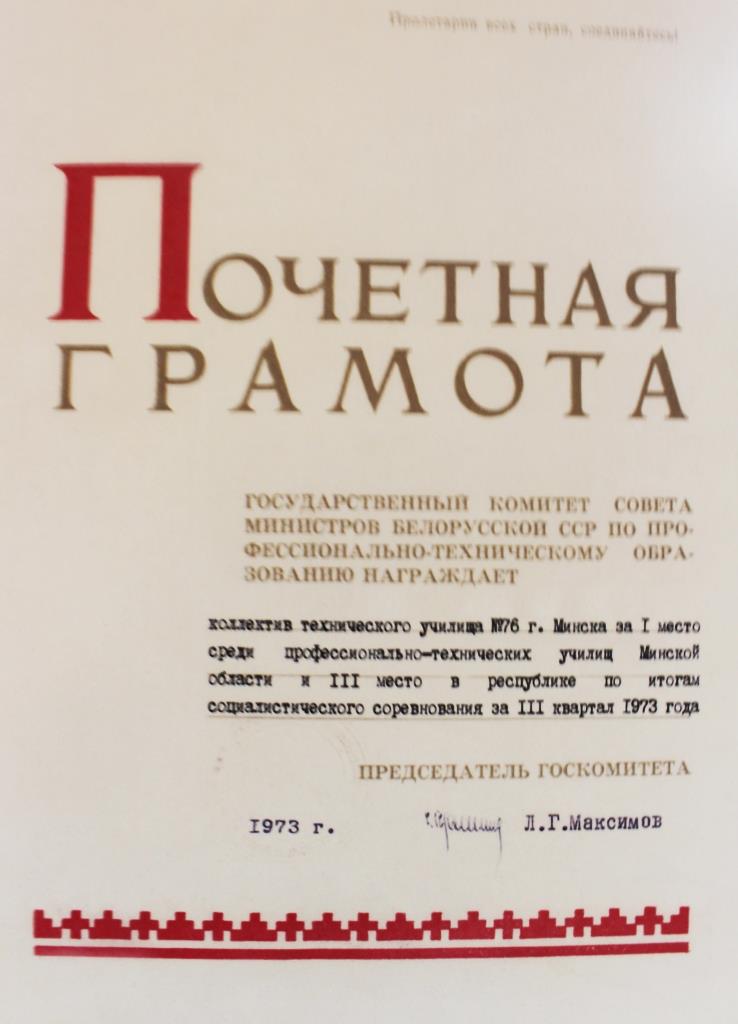 Пролетарии всех стран, соединяйтесь!
ПОЧЕТНАЯ
ГРАМОТА
ГОСУДАРСТВЕННЫЙ КОМИТЕТ СОВЕТА
МИНИСТРОВ БЕЛОРУССКОЙ ССР ПО ПРО-
ФЕССИОНАЛЬНО-ТЕХНИЧЕСКОМУ ОБРА-
ЗОВАНИЮ НАГРАЖДАЕТ
коллектив технического училища №76 г. Минска за I место
среди профессионально-технических училищ Минской
области и III место в республике по итогам
социалистического соревнования за III квартал 1973 года
ПРЕДСЕДАТЕЛЬ ГОСКОМИТЕТА
1973 г. Л.Г.Максимов